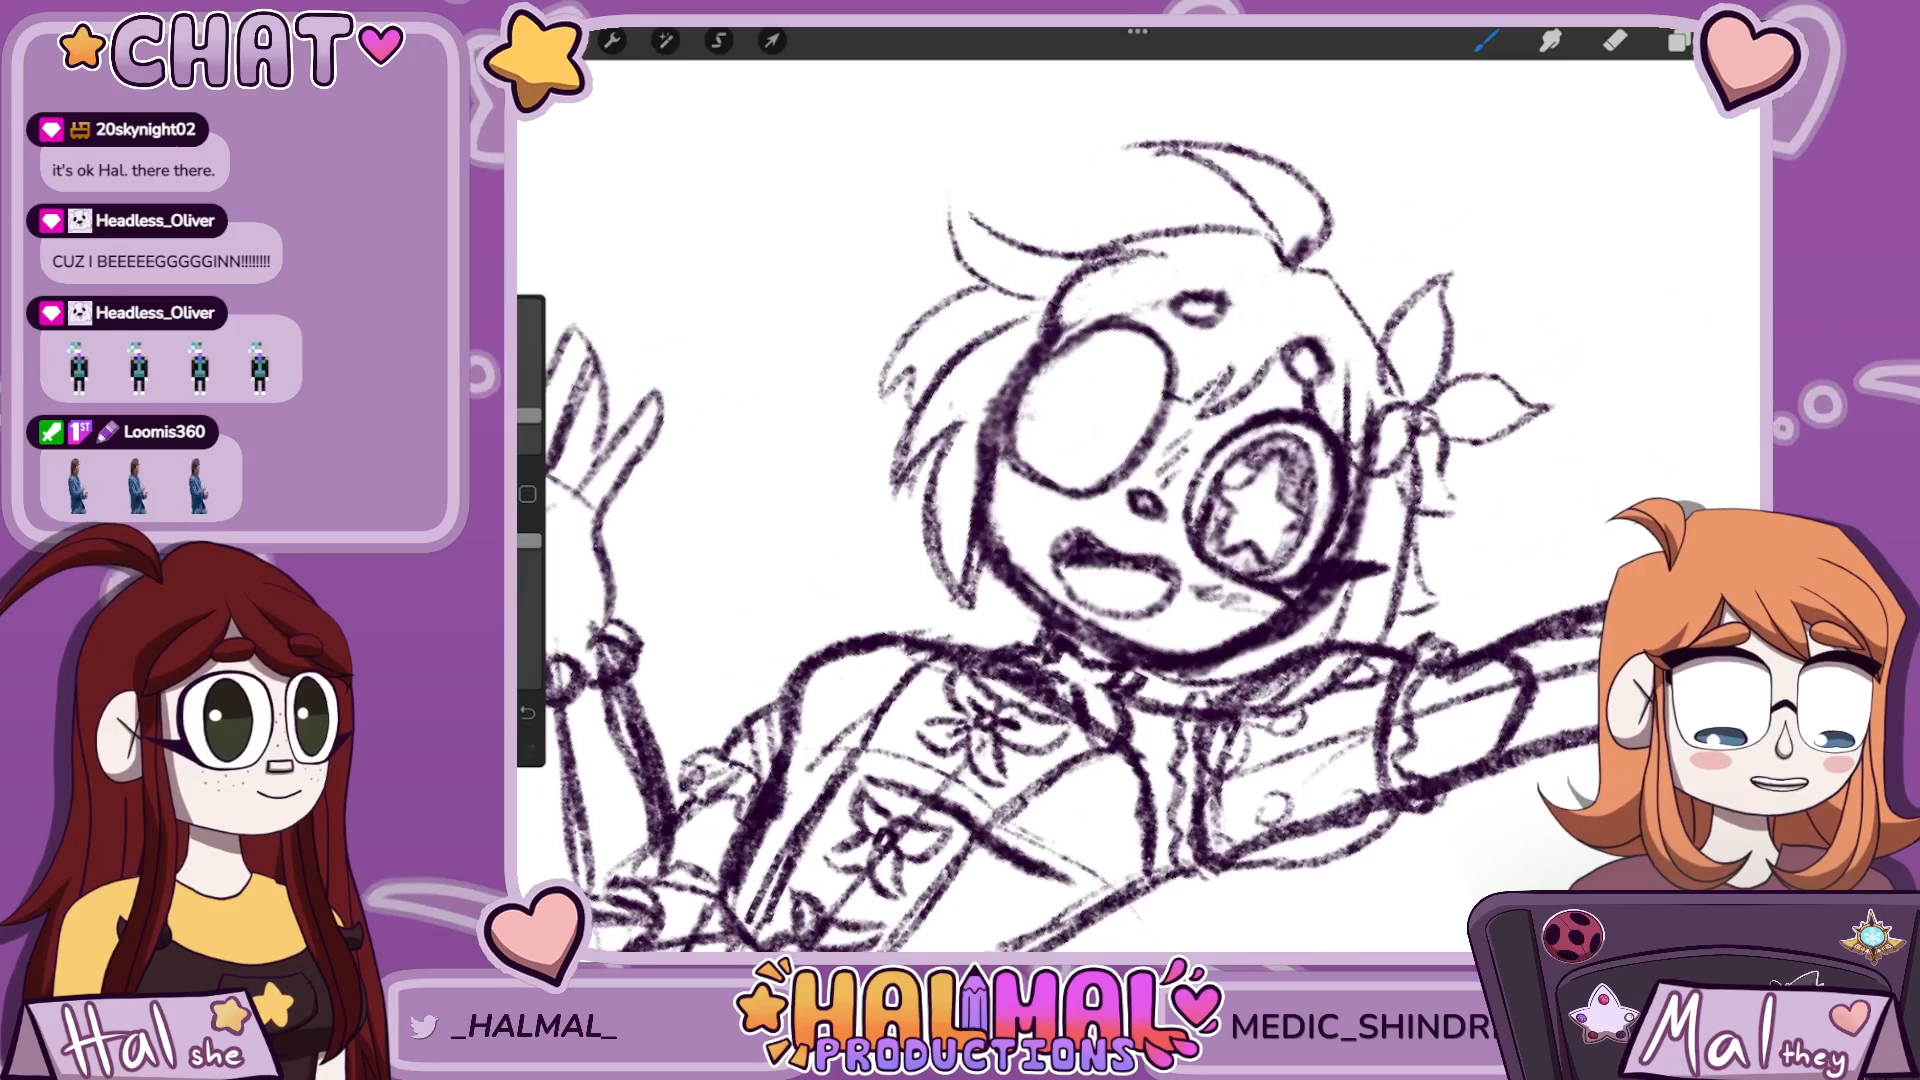 CHAT
20skynight02
it's ok Hal. there there.
Headless_Oliver
CUZ I BEEEEEGGGGGINN!!!!!!!!
Headless_Oliver
1ST Loomis360
Hal she
_HALMAL_
HALMAL
PRODUCTIONS
MEDIC_SHINDR
Mal they